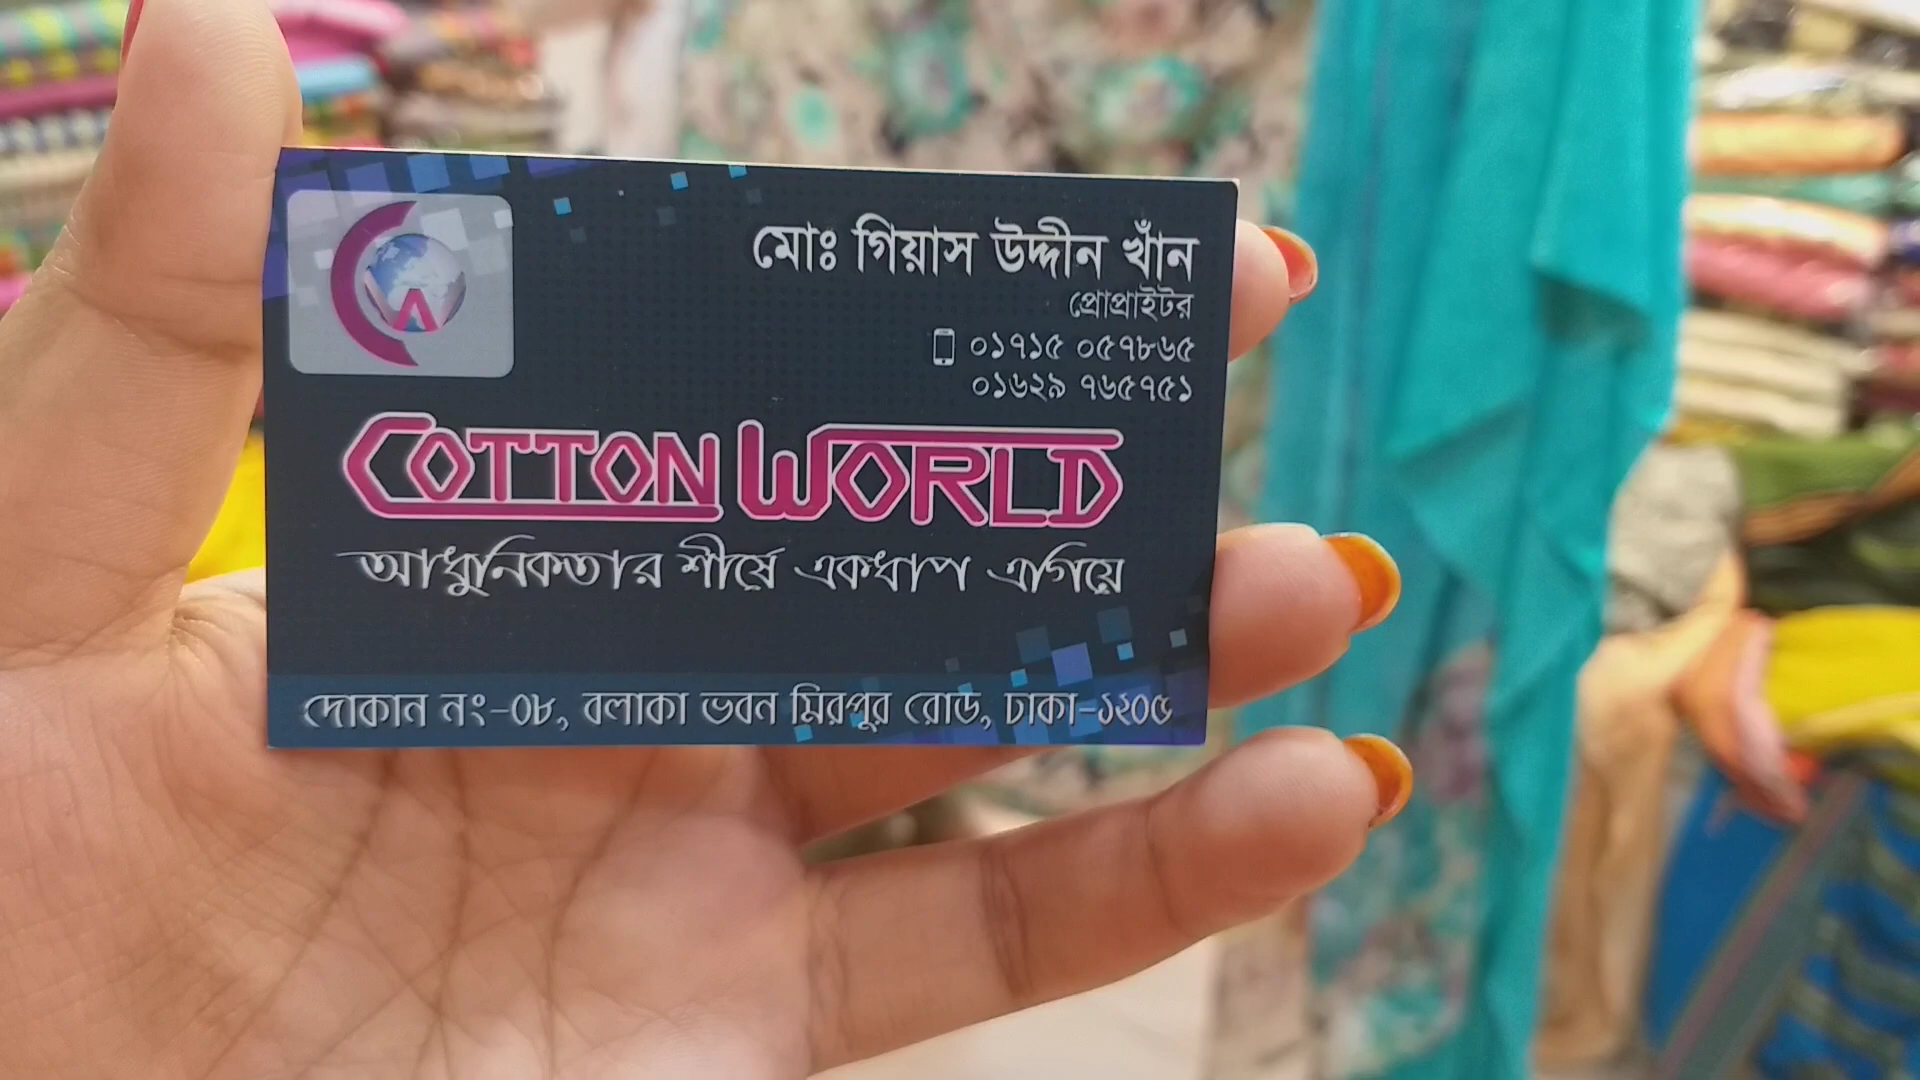 মোঃ গিয়াস উদ্দীন খাঁন
প্রোপ্রাইটর
০১৭১৫ ০৫৭৮৬৫
০১৬২৯ ৭৬৫৭৫১
COTTON WORLD
আধুনিকতার শীর্ষে একধাপ এগিয়ে
দোকান নং-০৮, বলাকা ভবন মিরপুর রোড, ঢাকা-১২০৫